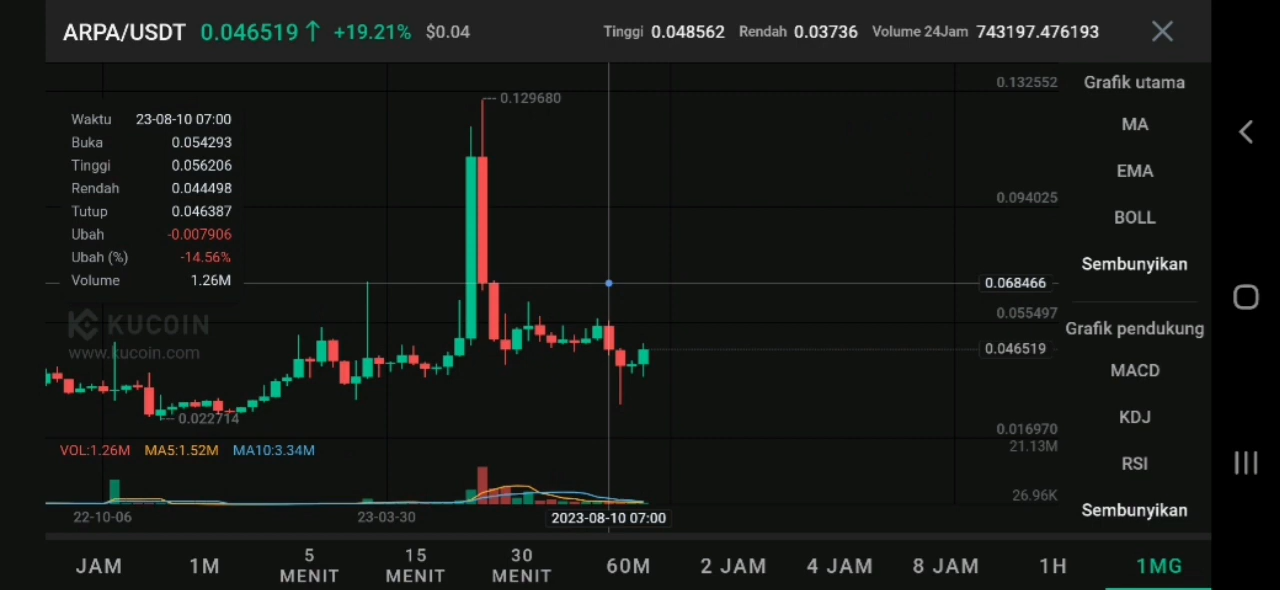 ARPA/USDT 0.046519↑ +19.21% $0.04 Tinggi 0.048562 Rendah 0.03736 Volume 24Jam 743197.476193
Waktu 23-08-10 07:00
Buka 0.054293
Tinggi 0.056206
Rendah 0.044498
Tutup 0.046387
Ubah -0.007906
Ubah (%) -14.56%
Volume 1.26M
KUCOIN
www.kucoin.com
0.129680
0.022714
0.132552
0.094025
0.068466
0.055497
0.046519
0.016970
21.13M
26.96K
VOL:1.26M MA5:1.52M MA10:3.34M
22-10-06 23-03-30 2023-08-10 07:00
Grafik utama
MA
EMA
BOLL
Sembunyikan
Grafik pendukung
MACD
KDJ
RSI
Sembunyikan
JAM 1M 5 MENIT 15 MENIT 30 MENIT 60M 2 JAM 4 JAM 8 JAM 1H 1MG